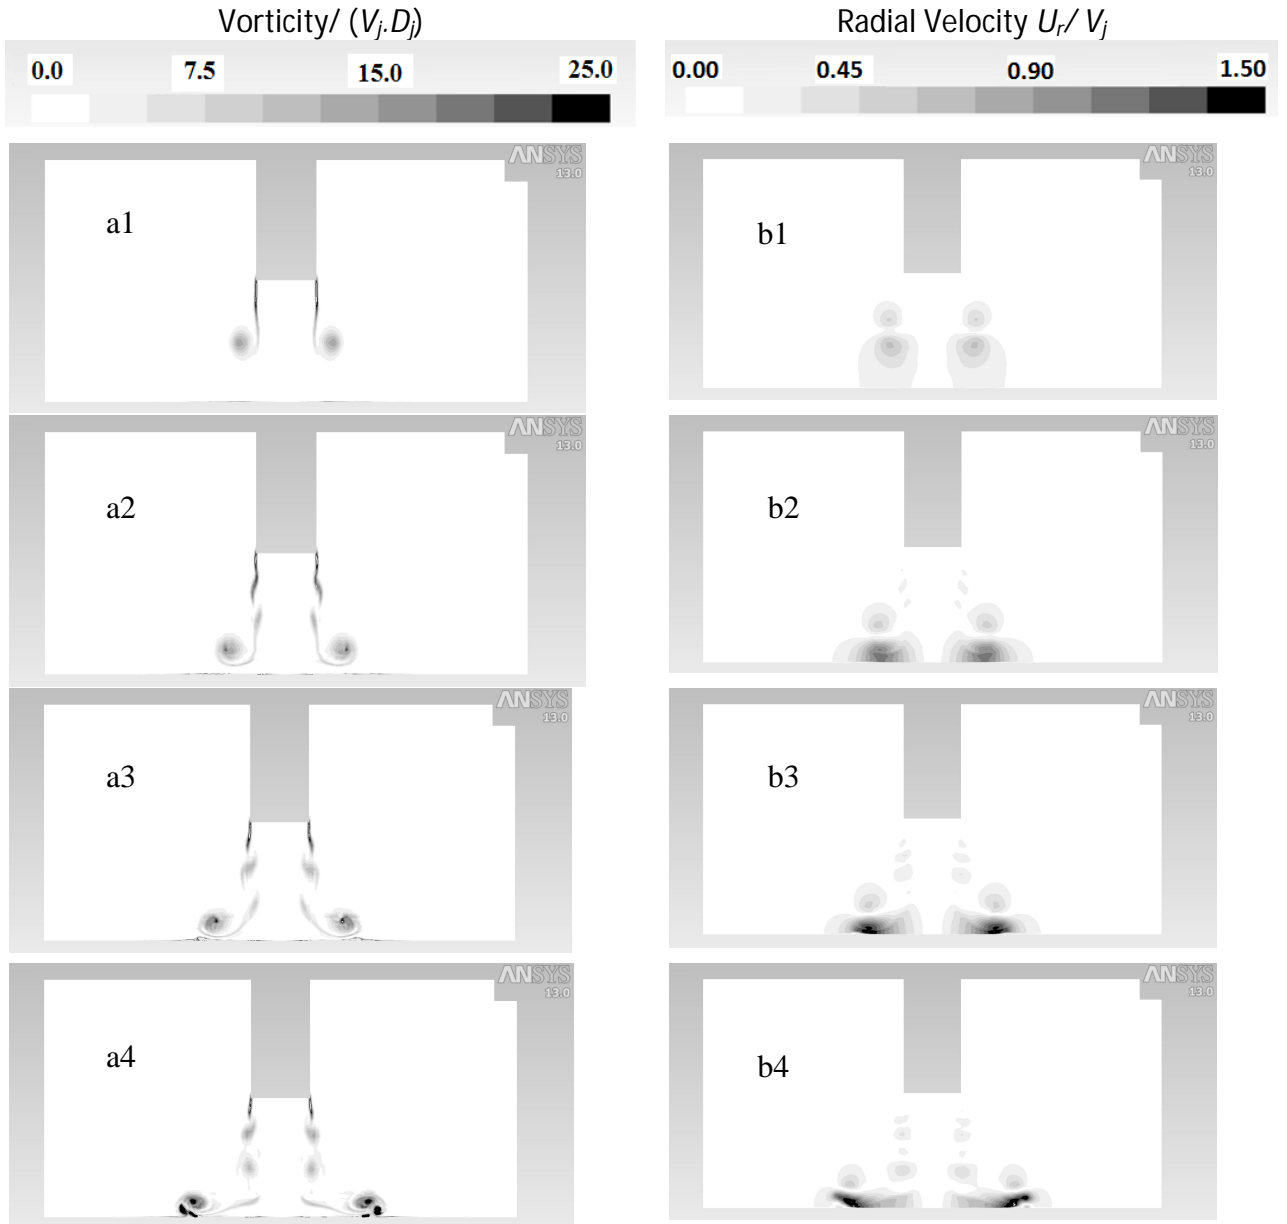 Vorticity/ (Vj.Dj) Radial Velocity Ur/ Vj
0.0 7.5 15.0 25.0 0.00 0.45 0.90 1.50
ANSYS ANSYS
13.0 13.0
a1 b1
ANSYS ANSYS
13.0 13.0
a2 b2
ANSYS ANSYS
13.0 13.0
a3 b3
ANSYS ANSYS
13.0 13.0
a4 b4